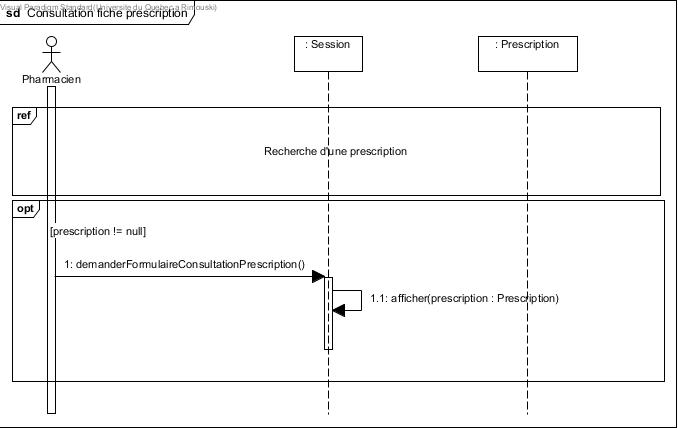 Visual Paradigm Standard(Universite du Quebec a Rimouski)
sd Consultation fiche prescription
: Session
: Prescription
Pharmacien
ref
Recherche d'une prescription
opt
[prescription != null]
1: demanderFormulaireConsultationPrescription()
1.1: afficher(prescription : Prescription)